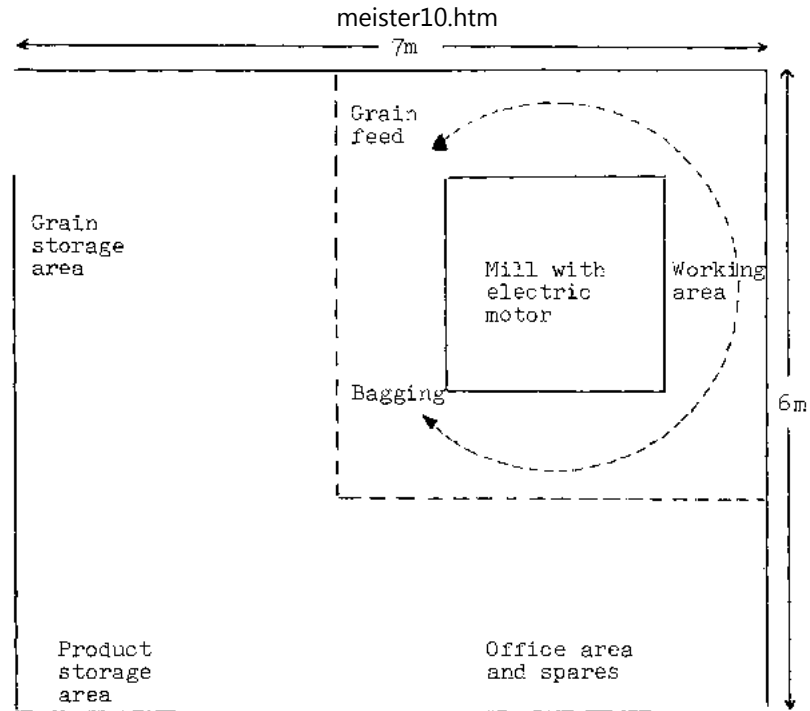 meister10.htm
7m
Grain
feed
Grain
storage
area
Mill with
electric
motor
Working
area
Bagging
6m
Product
storage
area
Office area
and spares